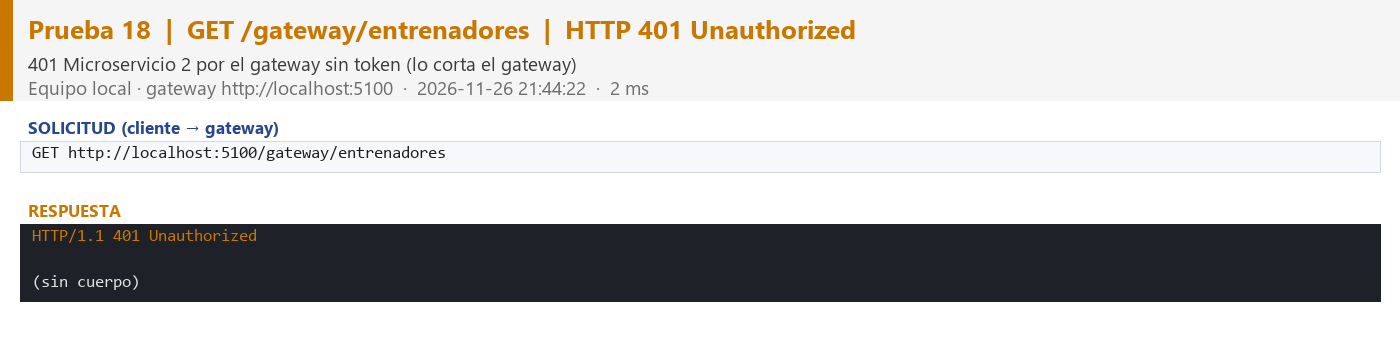 Prueba 18 | GET /gateway/entrenadores | HTTP 401 Unauthorized
401 Microservicio 2 por el gateway sin token (lo corta el gateway)
Equipo local · gateway http://localhost:5100 · 2026-11-26 21:44:22 · 2 ms
SOLICITUD (cliente → gateway)
GET http://localhost:5100/gateway/entrenadores
RESPUESTA
HTTP/1.1 401 Unauthorized
(sin cuerpo)